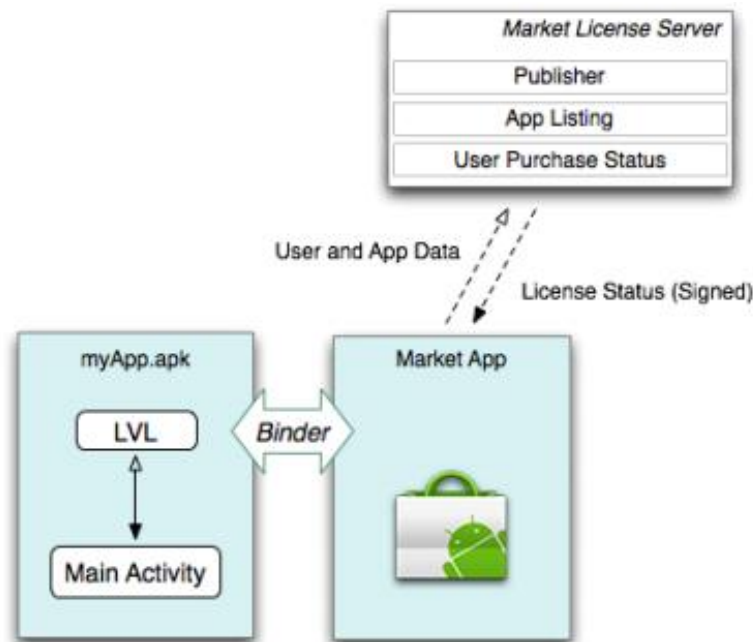 Market License Server
Publisher
App Listing
User Purchase Status
User and App Data
License Status (Signed)
myApp.apk
Market App
LVL
Binder
Main Activity